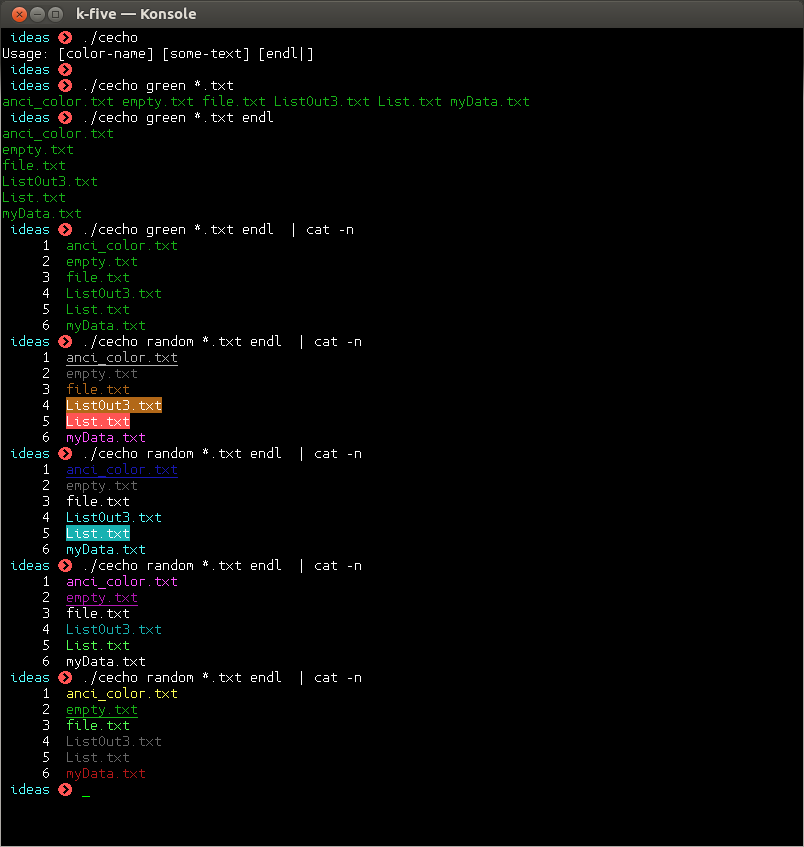 k-five — Konsole
ideas ./cecho
Usage: [color-name] [some-text] [endl|]
ideas
ideas ./cecho green *.txt
anci_color.txt empty.txt file.txt ListOut3.txt List.txt myData.txt
ideas ./cecho green *.txt endl
anci_color.txt
empty.txt
file.txt
ListOut3.txt
List.txt
myData.txt
ideas ./cecho green *.txt endl | cat -n
1 anci_color.txt
2 empty.txt
3 file.txt
4 ListOut3.txt
5 List.txt
6 myData.txt
ideas ./cecho random *.txt endl | cat -n
1 anci_color.txt
2 empty.txt
3 file.txt
4 ListOut3.txt
5 List.txt
6 myData.txt
ideas ./cecho random *.txt endl | cat -n
1 anci_color.txt
2 empty.txt
3 file.txt
4 ListOut3.txt
5 List.txt
6 myData.txt
ideas ./cecho random *.txt endl | cat -n
1 anci_color.txt
2 empty.txt
3 file.txt
4 ListOut3.txt
5 List.txt
6 myData.txt
ideas ./cecho random *.txt endl | cat -n
1 anci_color.txt
2 empty.txt
3 file.txt
4 ListOut3.txt
5 List.txt
6 myData.txt
ideas _